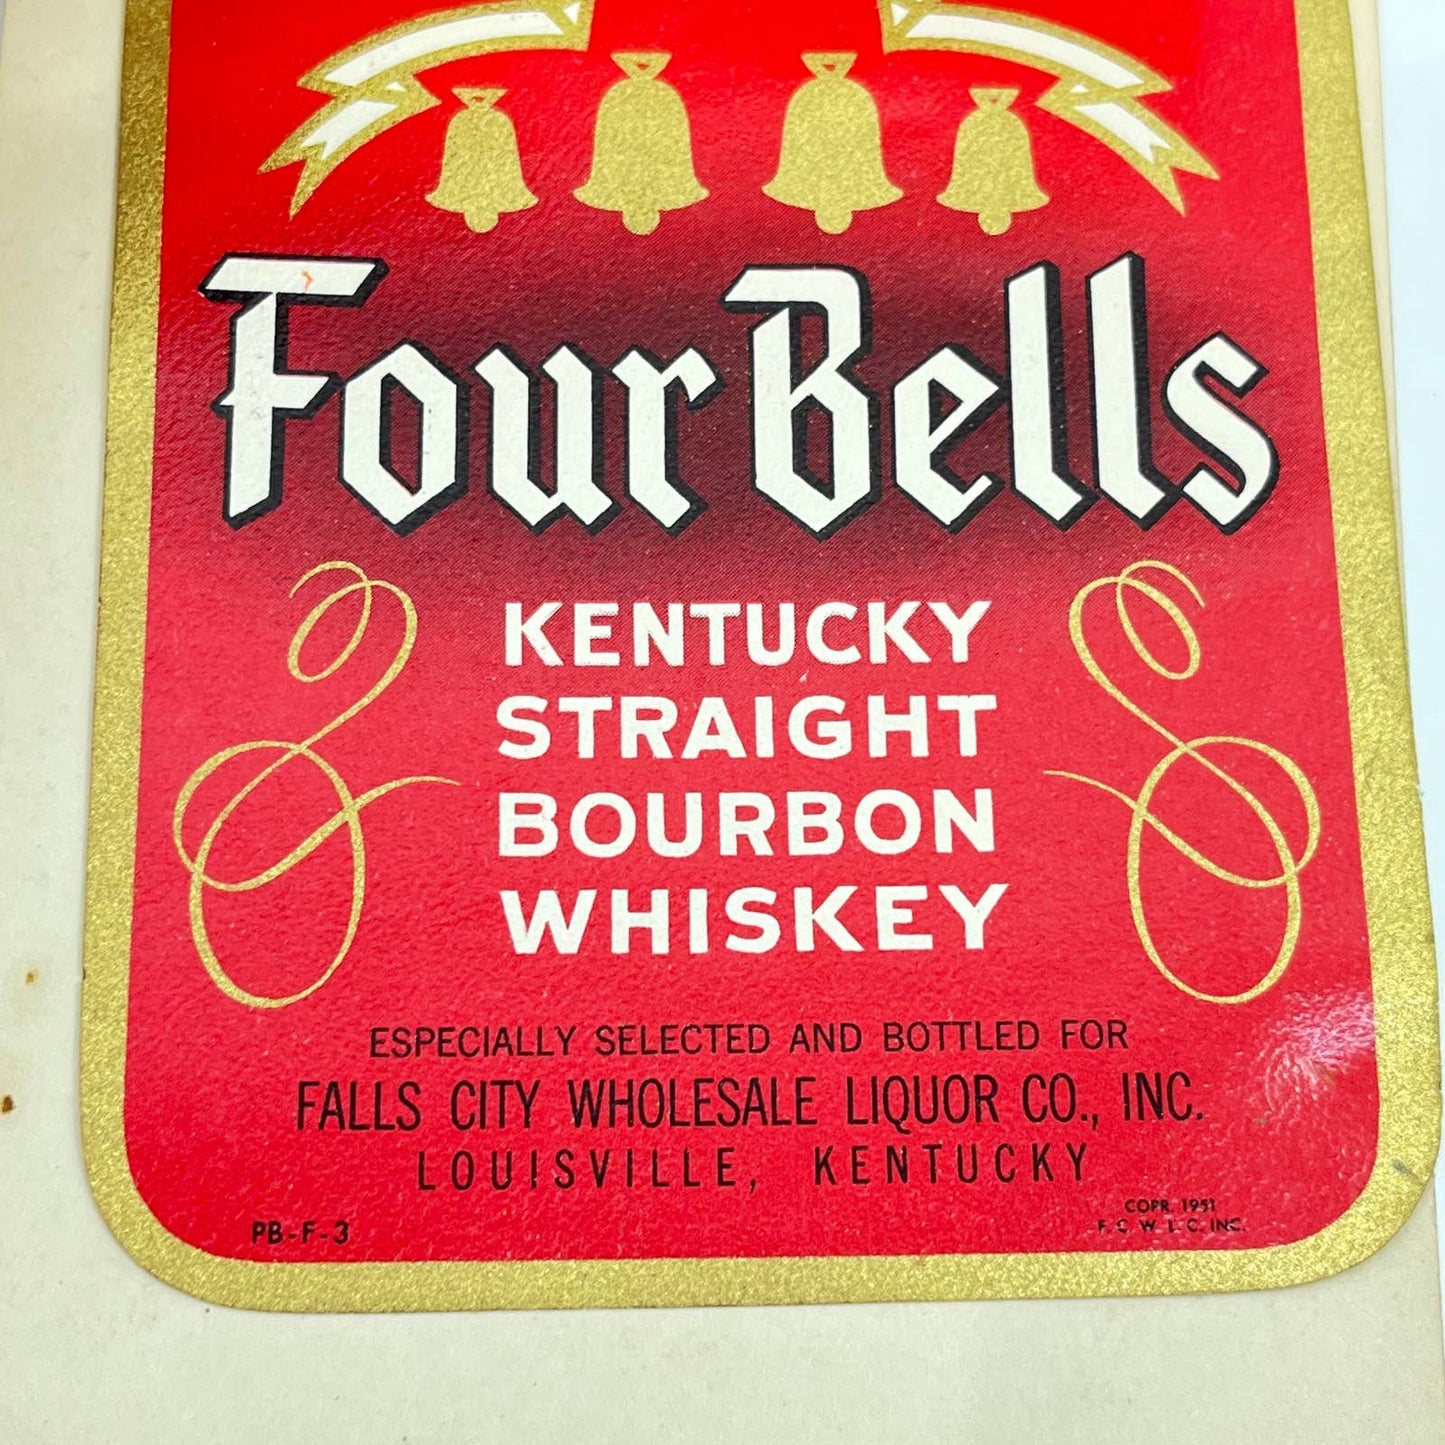 Four Bells
KENTUCKY
STRAIGHT
BOURBON
WHISKEY
ESPECIALLY SELECTED AND BOTTLED FOR
FALLS CITY WHOLESALE LIQUOR CO., INC.
LOUISVILLE, KENTUCKY
PB-F-3
COPR. 1951
F. C. W. L. C. INC.